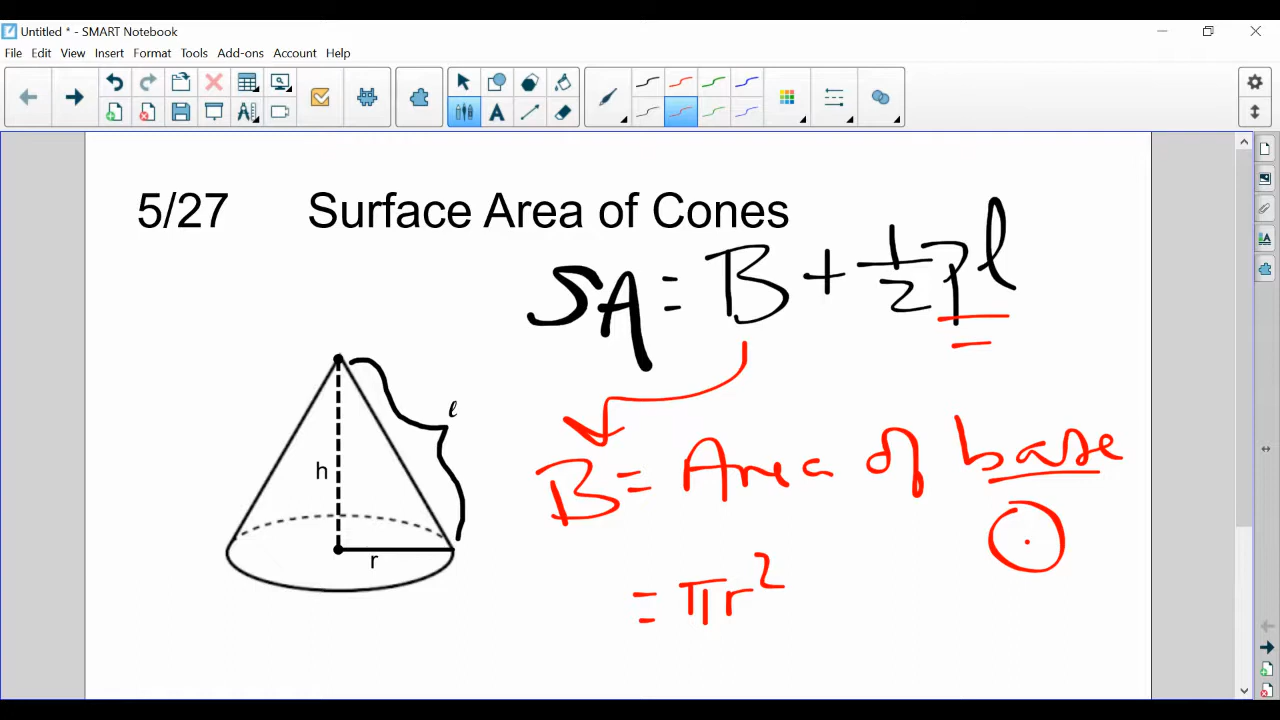 Untitled * - SMART Notebook
File Edit View Insert Format Tools Add-ons Account Help
5/27 Surface Area of Cones
SA = B + 1/2 Pl
l
h
r
B = Area of base
= πr²